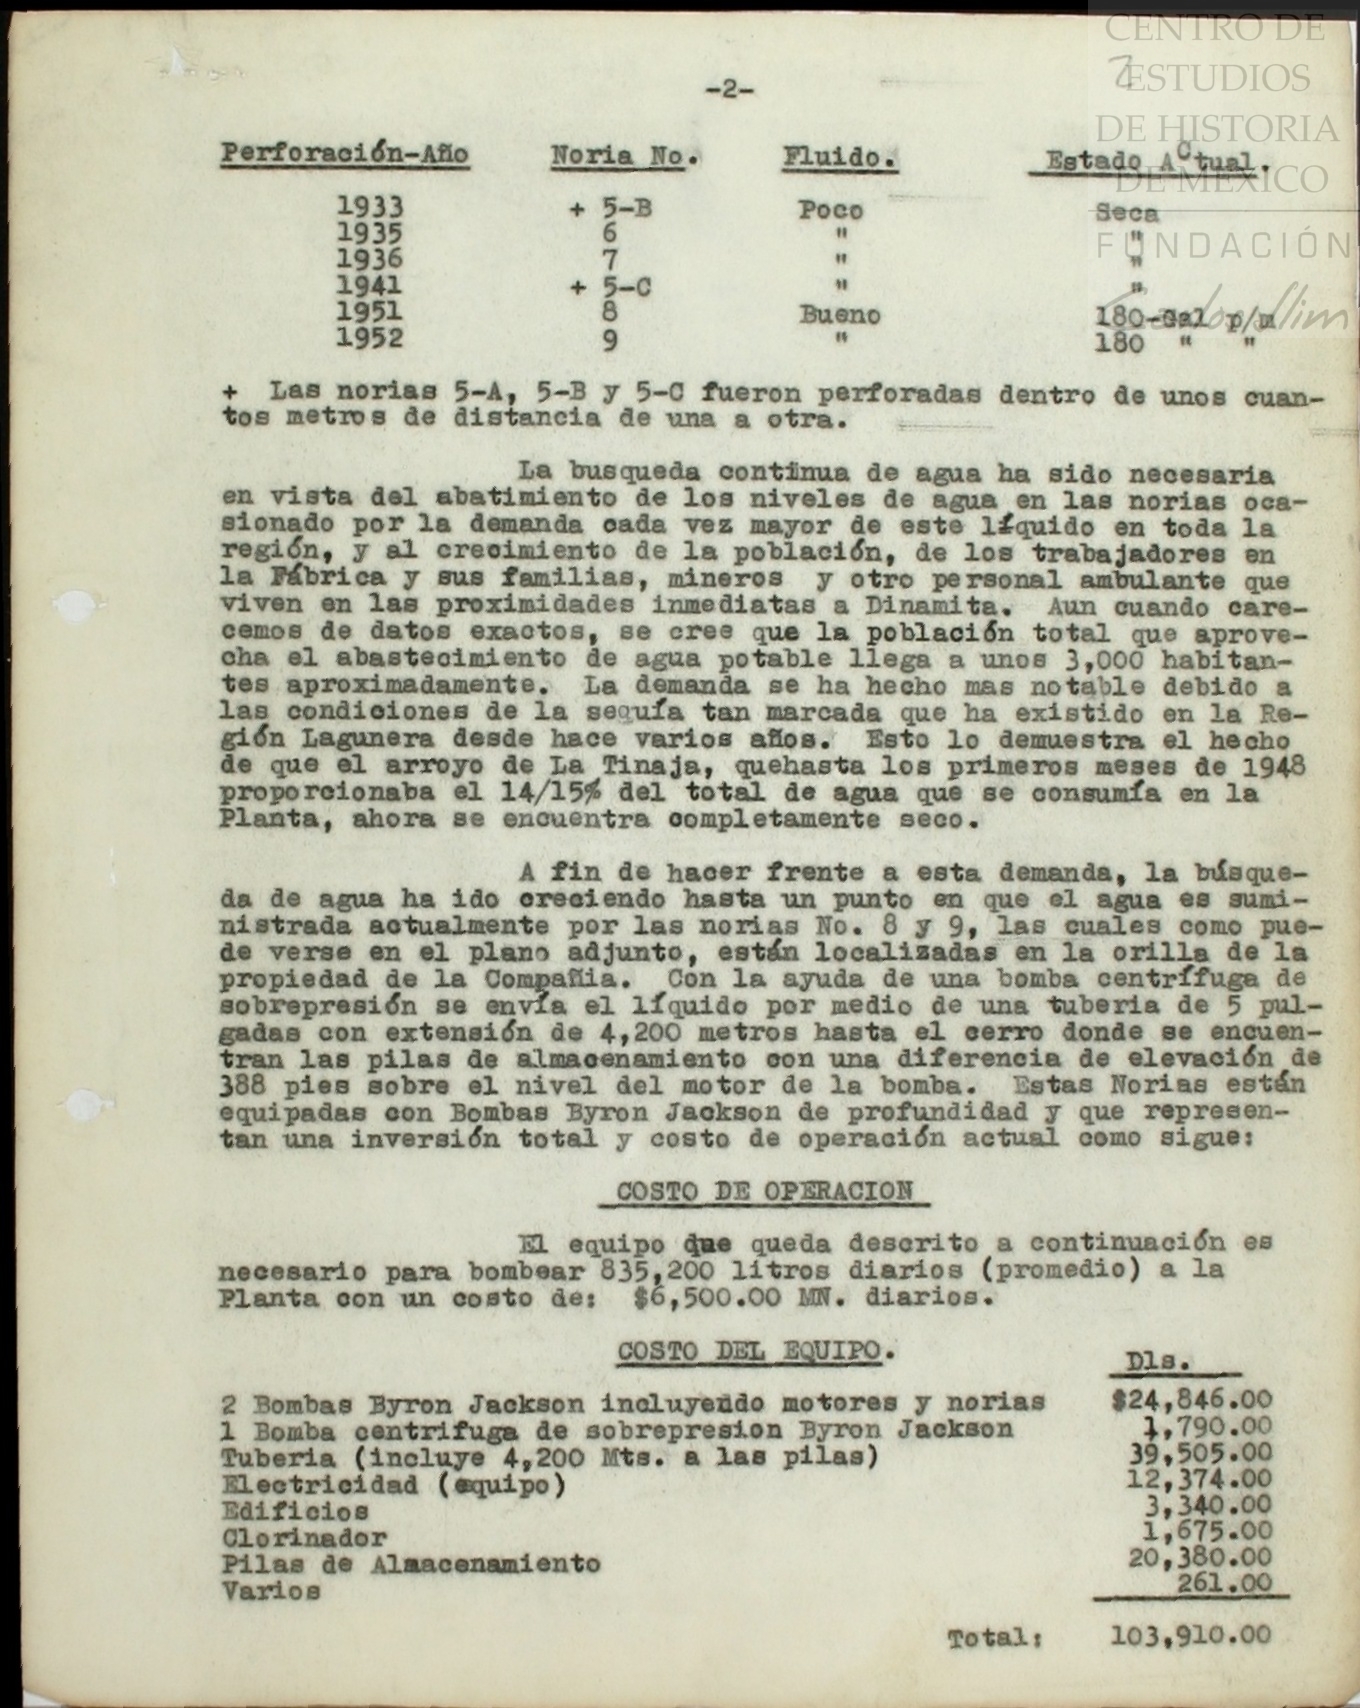 CENTRO DE
ESTUDIOS
DE HISTORIA
DE MÉXICO
FUNDACIÓN
Carlos Slim
2
-2-
Perforación-Año Noria No. Fluido. Estado Actual.
1933 + 5-B Poco Seca
1935 6 " "
1936 7 " "
1941 + 5-C " "
1951 8 Bueno 180-Gal p/m
1952 9 " 180 " "
+ Las norias 5-A, 5-B y 5-C fueron perforadas dentro de unos cuan-
tos metros de distancia de una a otra.
La busqueda continua de agua ha sido necesaria
en vista del abatimiento de los niveles de agua en las norias oca-
sionado por la demanda cada vez mayor de este líquido en toda la
región, y al crecimiento de la población, de los trabajadores en
la Fábrica y sus familias, mineros y otro personal ambulante que
viven en las proximidades inmediatas a Dinamita. Aun cuando care-
cemos de datos exactos, se cree que la población total que aprove-
cha el abastecimiento de agua potable llega a unos 3,000 habitan-
tes aproximadamente. La demanda se ha hecho mas notable debido a
las condiciones de la sequía tan marcada que ha existido en la Re-
gión Lagunera desde hace varios años. Esto lo demuestra el hecho
de que el arroyo de La Tinaja, quehasta los primeros meses de 1948
proporcionaba el 14/15% del total de agua que se consumía en la
Planta, ahora se encuentra completamente seco.
A fin de hacer frente a esta demanda, la búsque-
da de agua ha ido creciendo hasta un punto en que el agua es sumi-
nistrada actualmente por las norias No. 8 y 9, las cuales como pue-
de verse en el plano adjunto, están localizadas en la orilla de la
propiedad de la Compañia. Con la ayuda de una bomba centrífuga de
sobrepresión se envía el líquido por medio de una tuberia de 5 pul-
gadas con extensión de 4,200 metros hasta el cerro donde se encuen-
tran las pilas de almacenamiento con una diferencia de elevación de
388 pies sobre el nivel del motor de la bomba. Estas Norias están
equipadas con Bombas Byron Jackson de profundidad y que represen-
tan una inversión total y costo de operación actual como sigue:
COSTO DE OPERACION
El equipo que queda descrito a continuación es
necesario para bombear 835,200 litros diarios (promedio) a la
Planta con un costo de: $6,500.00 MN. diarios.
COSTO DEL EQUIPO.
Dls.
2 Bombas Byron Jackson incluyendo motores y norias $24,846.00
1 Bomba centrifuga de sobrepresion Byron Jackson 1,790.00
Tuberia (incluye 4,200 Mts. a las pilas) 39,505.00
Electricidad (equipo) 12,374.00
Edificios 3,340.00
Clorinador 1,675.00
Pilas de Almacenamiento 20,380.00
Varios 261.00
Total: 103,910.00